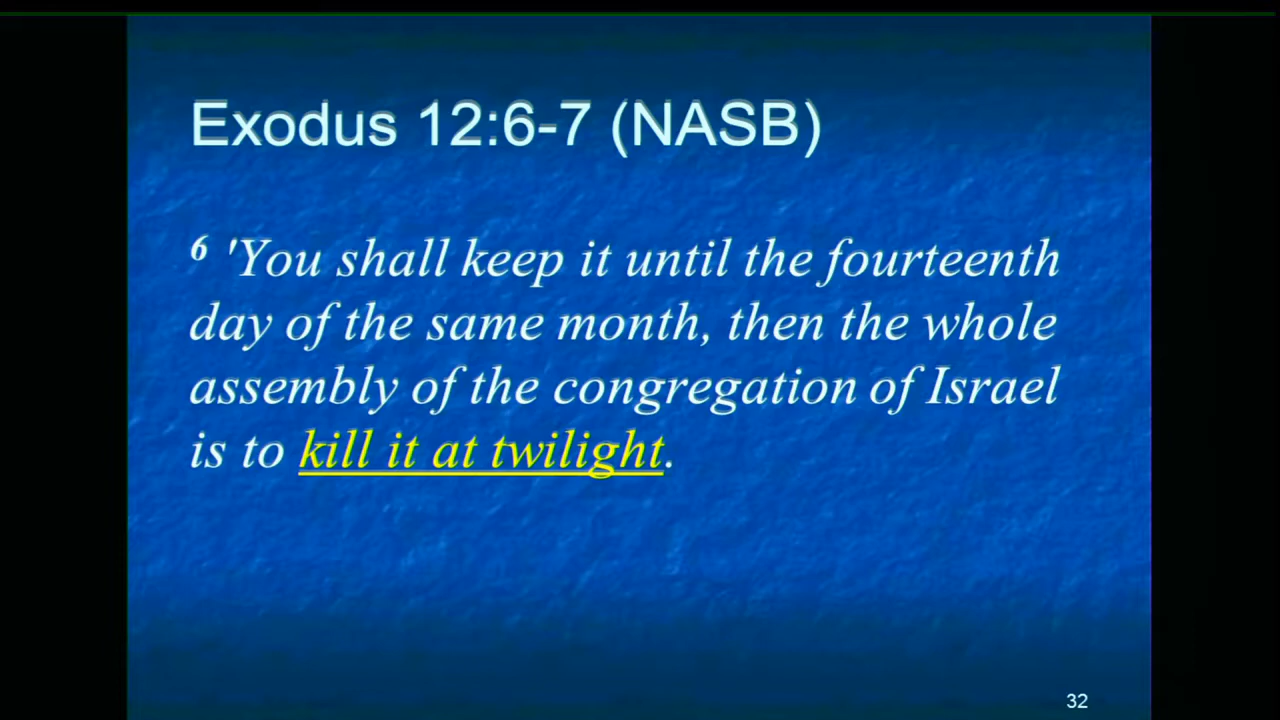 Exodus 12:6-7 (NASB)
6 'You shall keep it until the fourteenth
day of the same month, then the whole
assembly of the congregation of Israel
is to kill it at twilight.
32